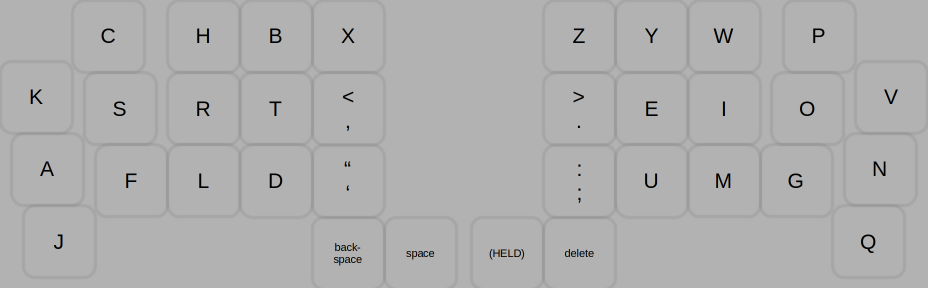 C H B X Z Y W P
K V
S R T < > E I O
, .
A N
“ :
F L D ‘ ; U M G
J Q
back- space (HELD) delete
space